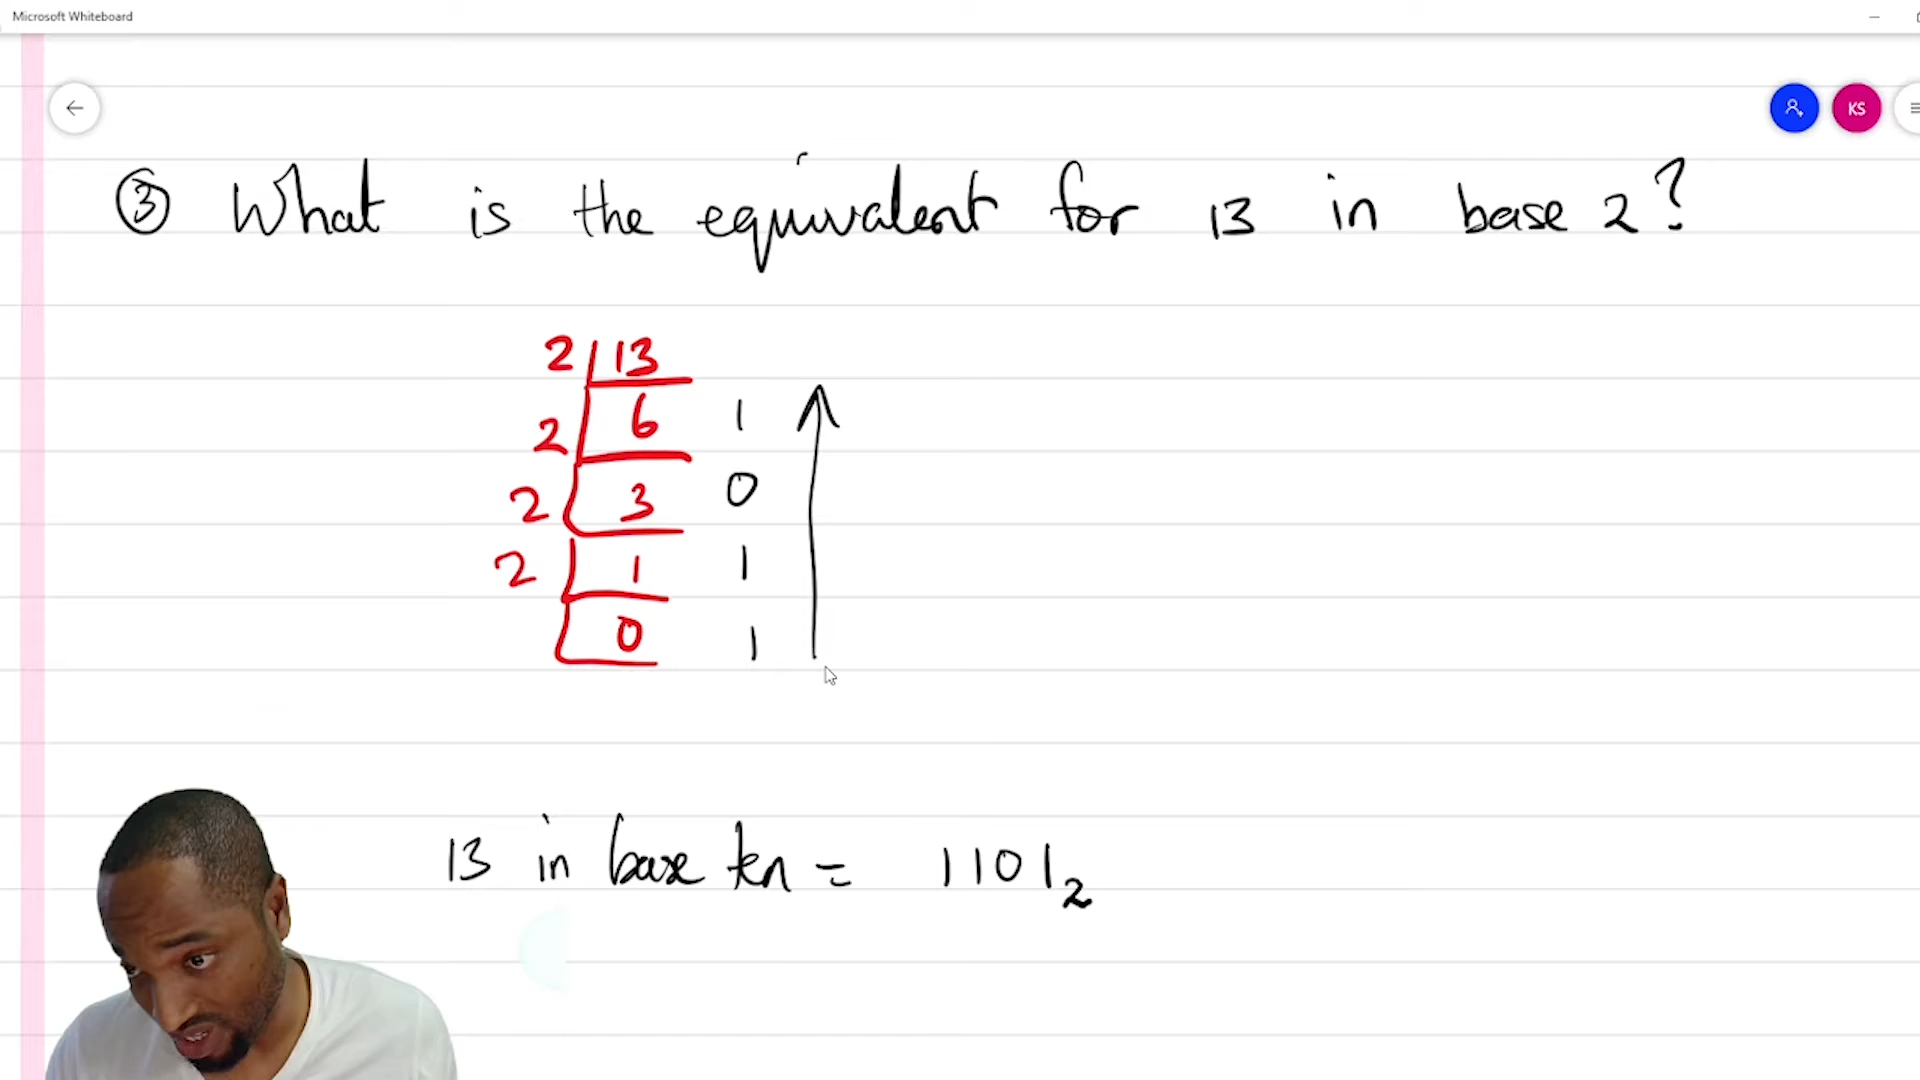 Microsoft Whiteboard
KS
③ What is the equivalent for 13 in base 2?
2 13
2 6 1
2 3 0
2 1 1
0 1
13 in base ten = 1101₂